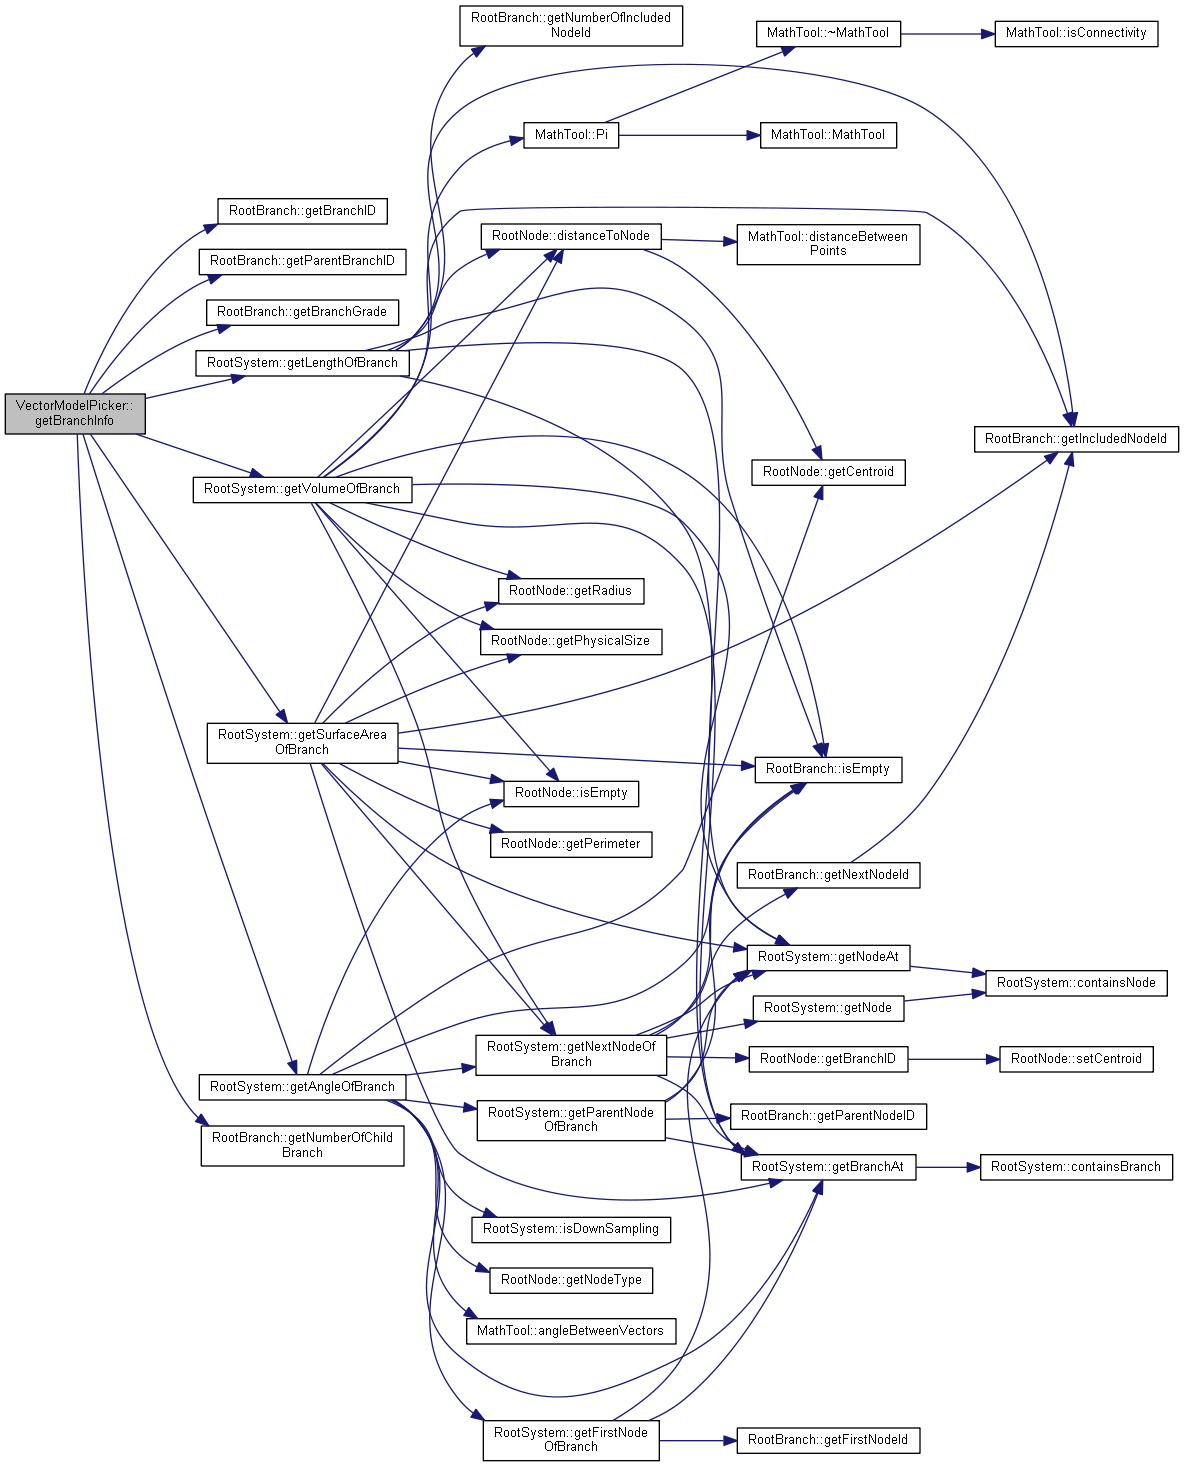 RootBranch::getNumberOfIncluded
NodeId
MathTool::~MathTool
MathTool::isConnectivity
MathTool::Pi
MathTool::MathTool
RootBranch::getBranchID
RootNode::distanceToNode
MathTool::distanceBetween
Points
RootBranch::getParentBranchID
RootBranch::getBranchGrade
RootSystem::getLengthOfBranch
VectorModelPicker::
getBranchInfo
RootBranch::getIncludedNodeId
RootNode::getCentroid
RootSystem::getVolumeOfBranch
RootNode::getRadius
RootNode::getPhysicalSize
RootSystem::getSurfaceArea
OfBranch
RootBranch::isEmpty
RootNode::isEmpty
RootNode::getPerimeter
RootBranch::getNextNodeId
RootSystem::getNodeAt
RootSystem::containsNode
RootSystem::getNode
RootSystem::getNextNodeOf
Branch
RootNode::getBranchID
RootNode::setCentroid
RootSystem::getAngleOfBranch
RootSystem::getParentNode
OfBranch
RootBranch::getParentNodeID
RootBranch::getNumberOfChild
Branch
RootSystem::getBranchAt
RootSystem::containsBranch
RootSystem::isDownSampling
RootNode::getNodeType
MathTool::angleBetweenVectors
RootSystem::getFirstNode
OfBranch
RootBranch::getFirstNodeId